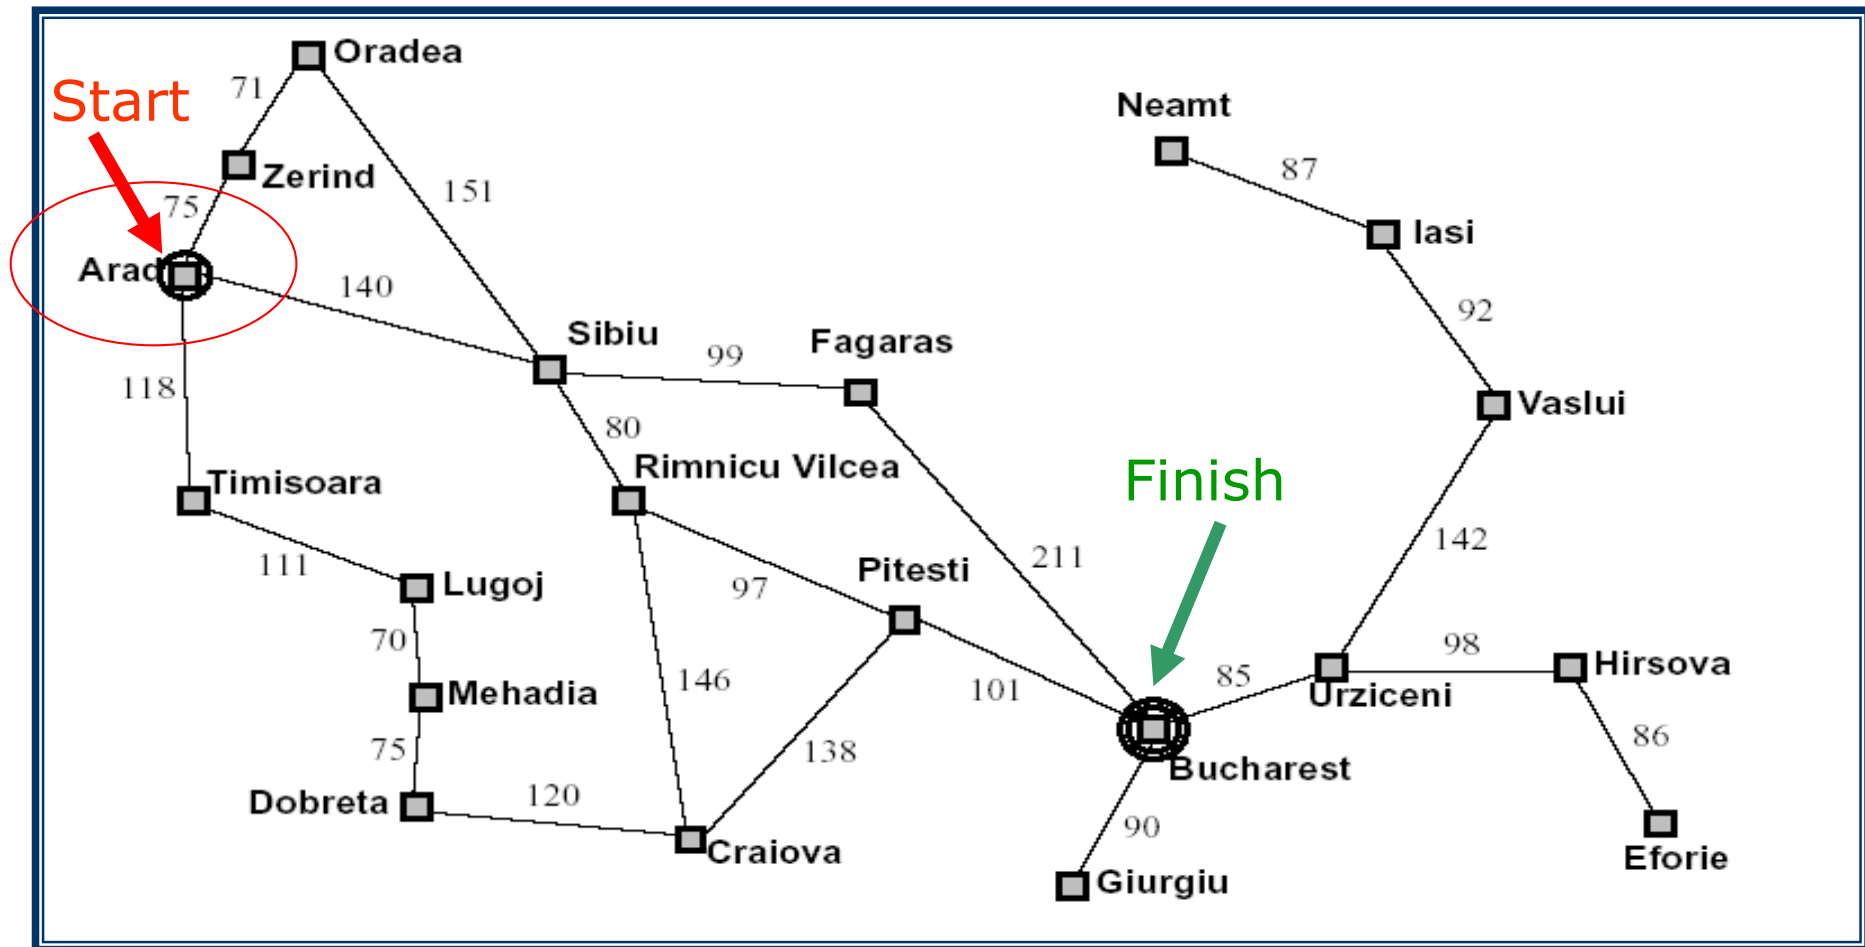 Oradea
71
Start
Neamt
87
Zerind
151
75
Iasi
Arad
140
92
Sibiu
Fagaras
99
118
Vaslui
80
Rimnicu Vilcea
Finish
Timisoara
142
211
111
Pitesti
Lugoj
97
70
98
Hirsova
146
85
Mehadia
101
Urziceni
75
138
86
Bucharest
Dobreta
120
90
Craiova
Eforie
Giurgiu